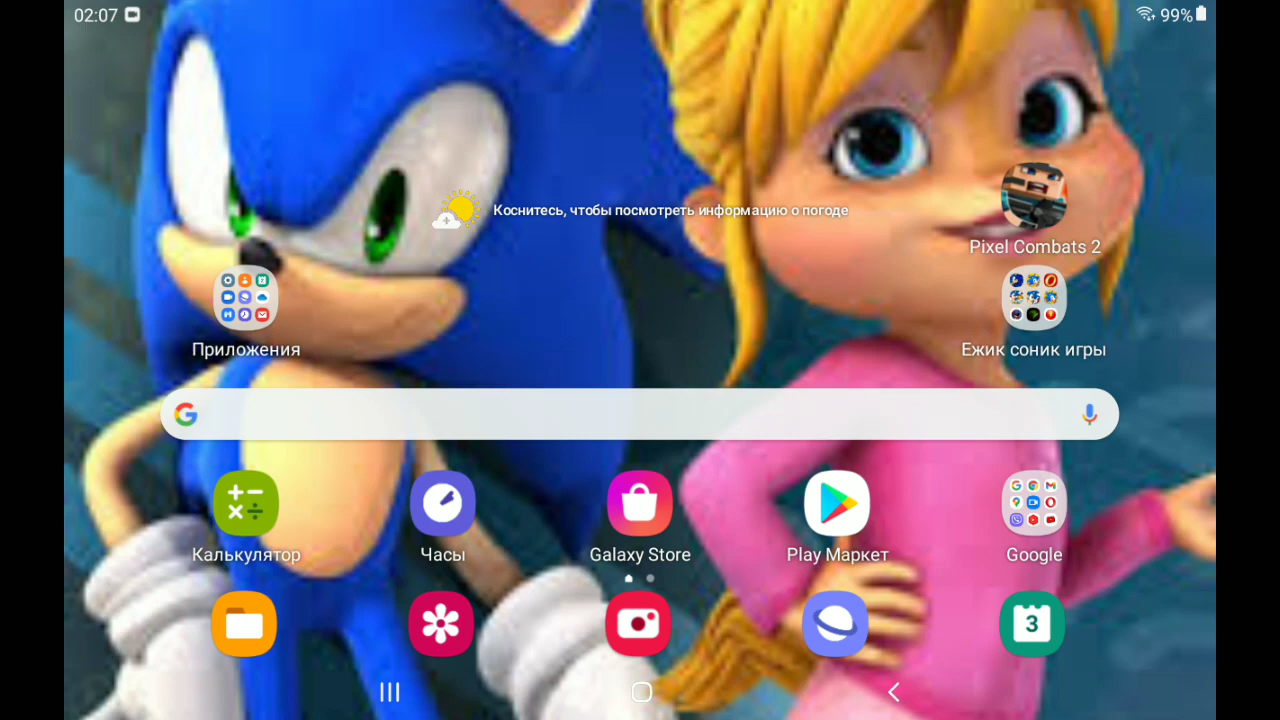 02:07
99%
Коснитесь, чтобы посмотреть информацию о погоде
Pixel Combats 2
Приложения
Ежик соник игры
Калькулятор
Часы
Galaxy Store
Play Маркет
Google
3